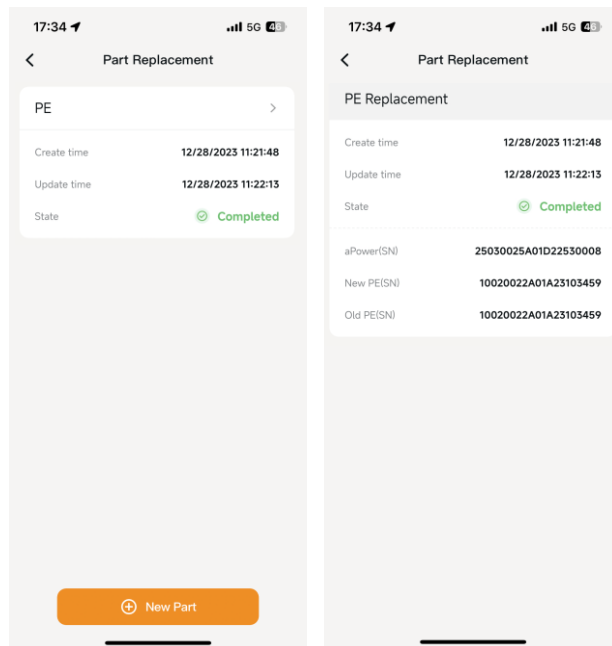 17:34 5G 46
Part Replacement
PE
Create time 12/28/2023 11:21:48
Update time 12/28/2023 11:22:13
State Completed
New Part
17:34 5G 46
Part Replacement
PE Replacement
Create time 12/28/2023 11:21:48
Update time 12/28/2023 11:22:13
State Completed
aPower(SN) 25030025A01D22530008
New PE(SN) 10020022A01A23103459
Old PE(SN) 10020022A01A23103459